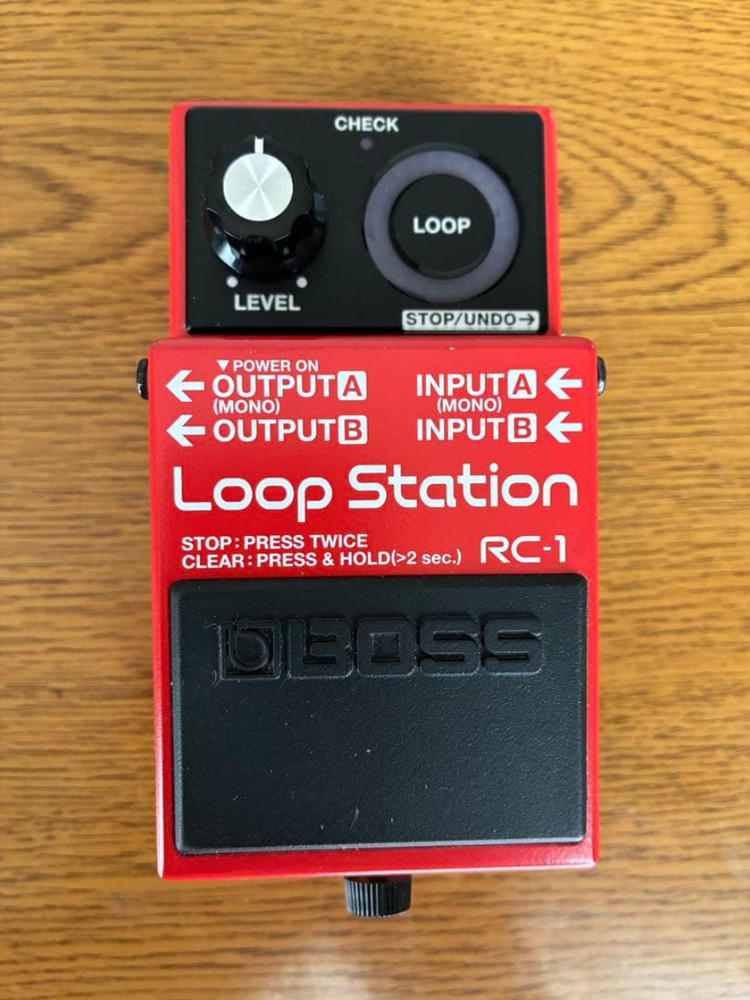 CHECK
LOOP
LEVEL
STOP/UNDO→
▼POWER ON
←OUTPUT A
INPUT A←
(MONO)
(MONO)
←OUTPUT B
INPUT B←
Loop Station
STOP:PRESS TWICE
CLEAR:PRESS & HOLD(>2 sec.)
RC-1
BOSS